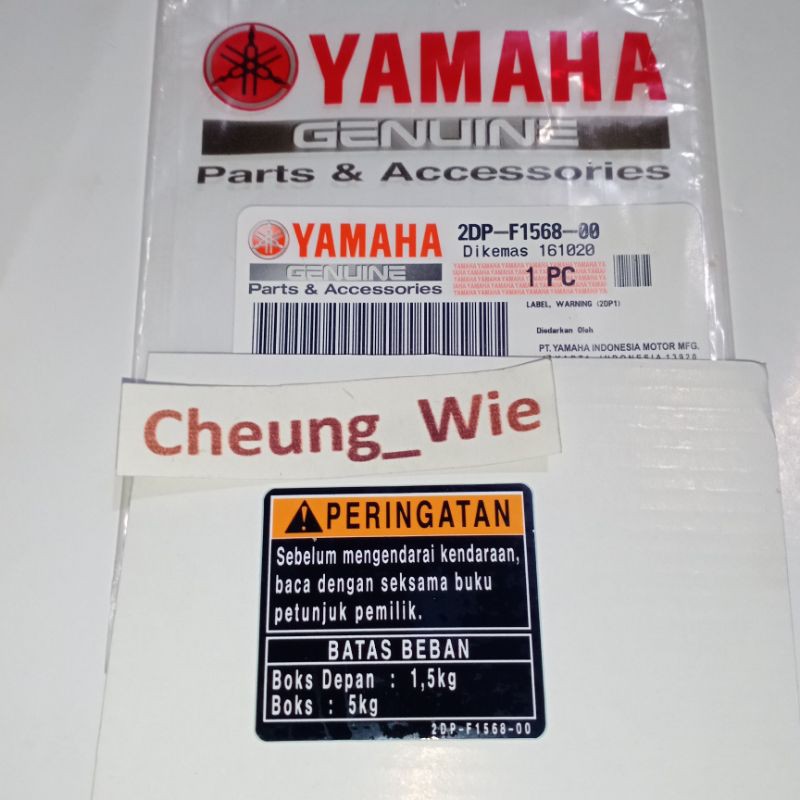 YAMAHA
GENUINE
Parts & Accessories
YAMAHA
GENUINE
Parts & Accessories
2DP-F1568-00
Dikemas 161020
1 PC
LABEL, WARNING (2DP1)
Diedarkan Oleh
PT. YAMAHA INDONESIA MOTOR MFG.
Cheung_Wie
PERINGATAN
Sebelum mengendarai kendaraan,
baca dengan seksama buku
petunjuk pemilik.
BATAS BEBAN
Boks Depan : 1,5kg
Boks : 5kg
2DP-F1568-00